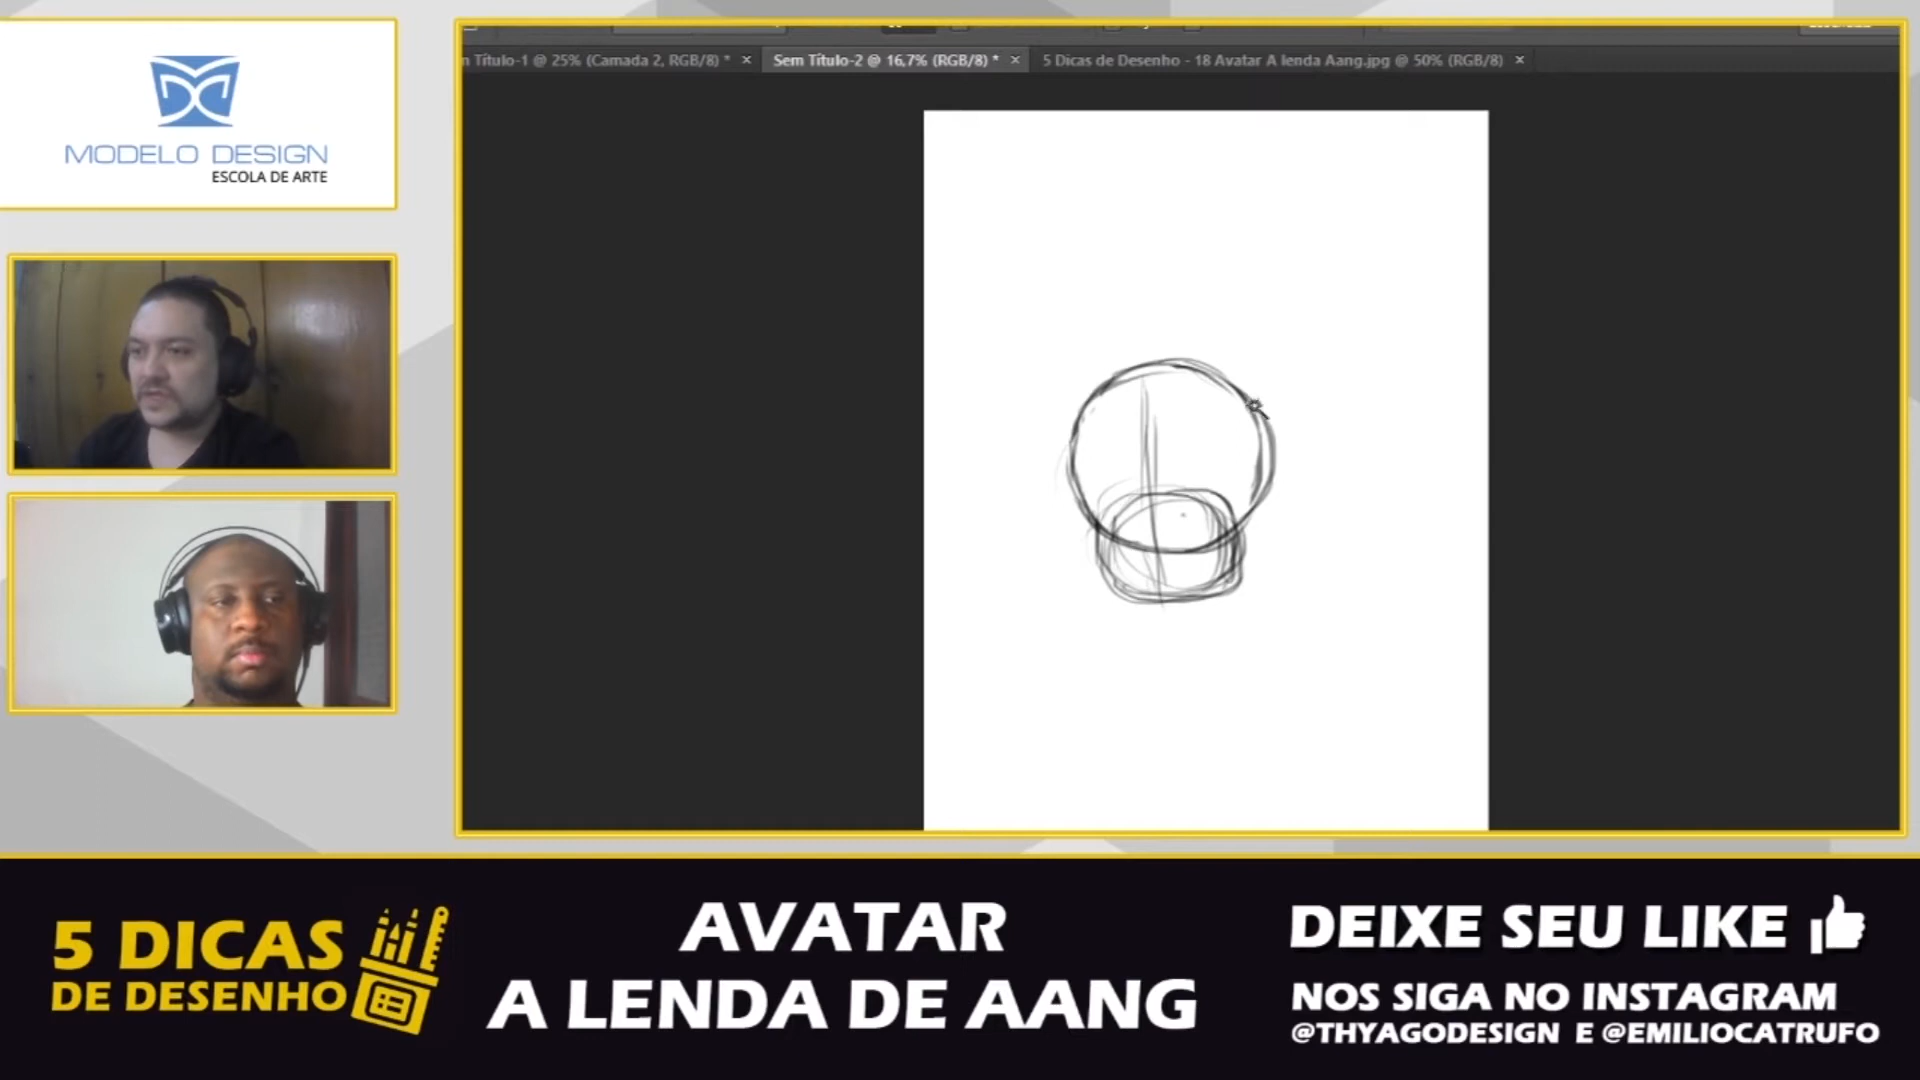 MODELO DESIGN
ESCOLA DE ARTE
Título-1 @ 25% (Camada 2, RGB/8) * ×
Sem Título-2 @ 16,7% (RGB/8) * ×
5 Dicas de Desenho - 18 Avatar A lenda Aang.jpg @ 50% (RGB/8) ×
5 DICAS
DE DESENHO
AVATAR
A LENDA DE AANG
DEIXE SEU LIKE
NOS SIGA NO INSTAGRAM
@THYAGODESIGN E @EMILIOCATRUFO